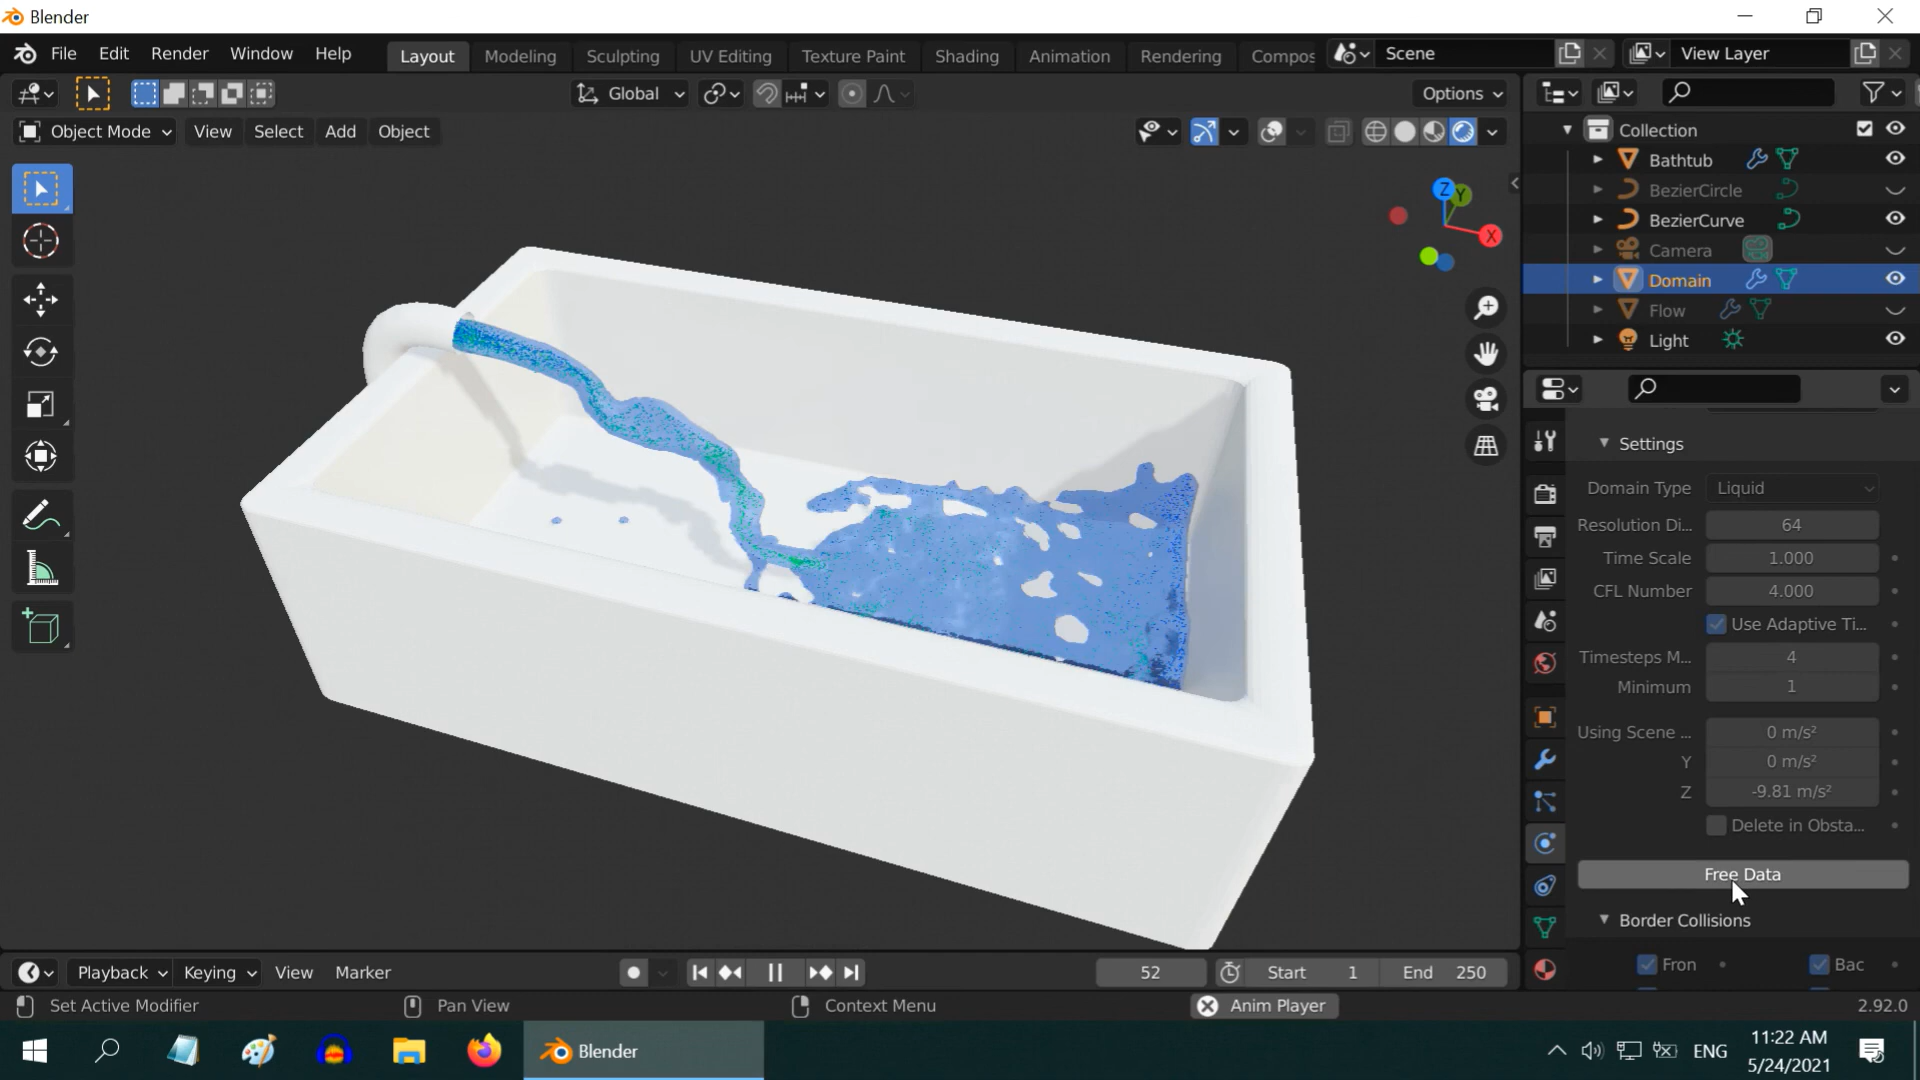 Blender
File Edit Render Window Help Layout Modeling Sculpting UV Editing Texture Paint Shading Animation Rendering Compos Scene View Layer
Global Options
Object Mode View Select Add Object
Z Y X
Collection
Bathtub
BezierCircle
BezierCurve
Camera
Domain
Flow
Light
Settings
Domain Type Liquid
Resolution Di... 64
Time Scale 1.000
CFL Number 4.000
Use Adaptive Ti...
Timesteps M... 4
Minimum 1
Using Scene ... 0 m/s²
Y 0 m/s²
Z -9.81 m/s²
Delete in Obsta...
Free Data
Border Collisions
Fron Bac
Playback Keying View Marker 52 Start 1 End 250
Set Active Modifier Pan View Context Menu Anim Player 2.92.0
Blender ENG 11:22 AM
5/24/2021